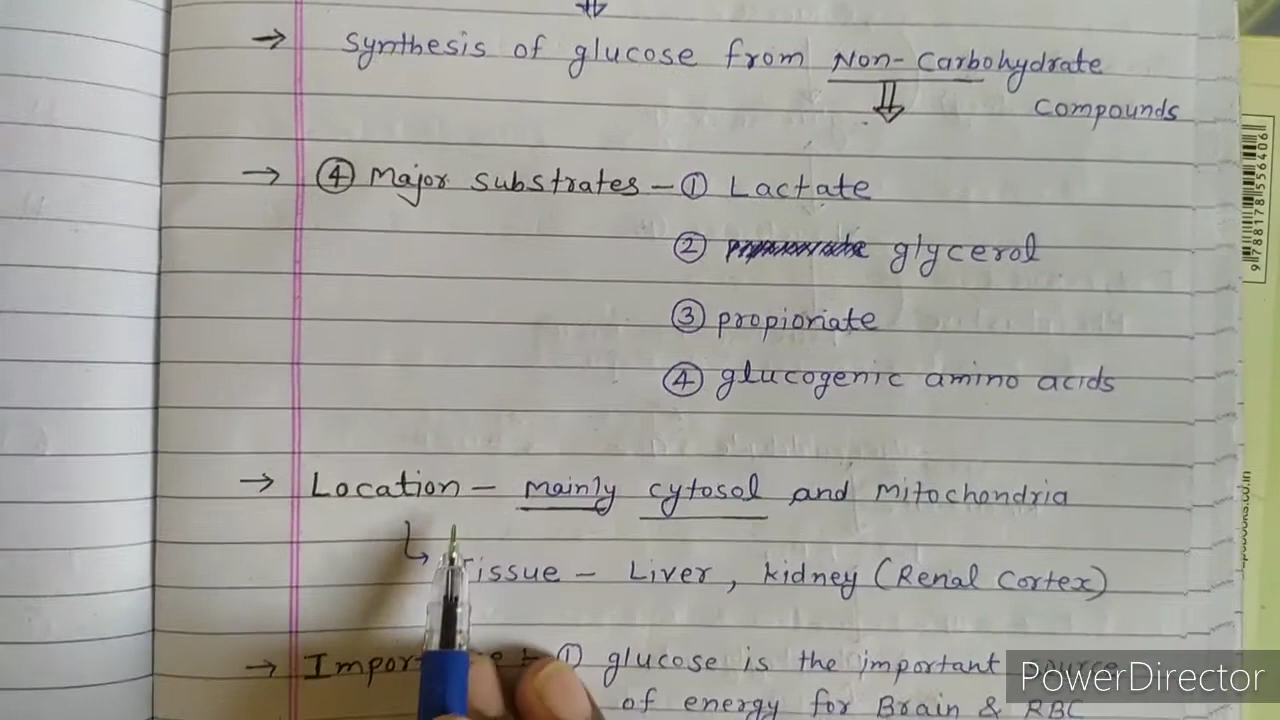 → Synthesis of glucose from Non-Carbohydrate
compounds
→ ④ Major substrates - ① Lactate
② glycerol
③ propionate
④ glucogenic amino acids
→ Location - mainly cytosol and mitochondria
↳ Tissue - Liver, kidney (Renal Cortex)
→ ① glucose is the important source
of energy for Brain & RBC
PowerDirector
9788178556406